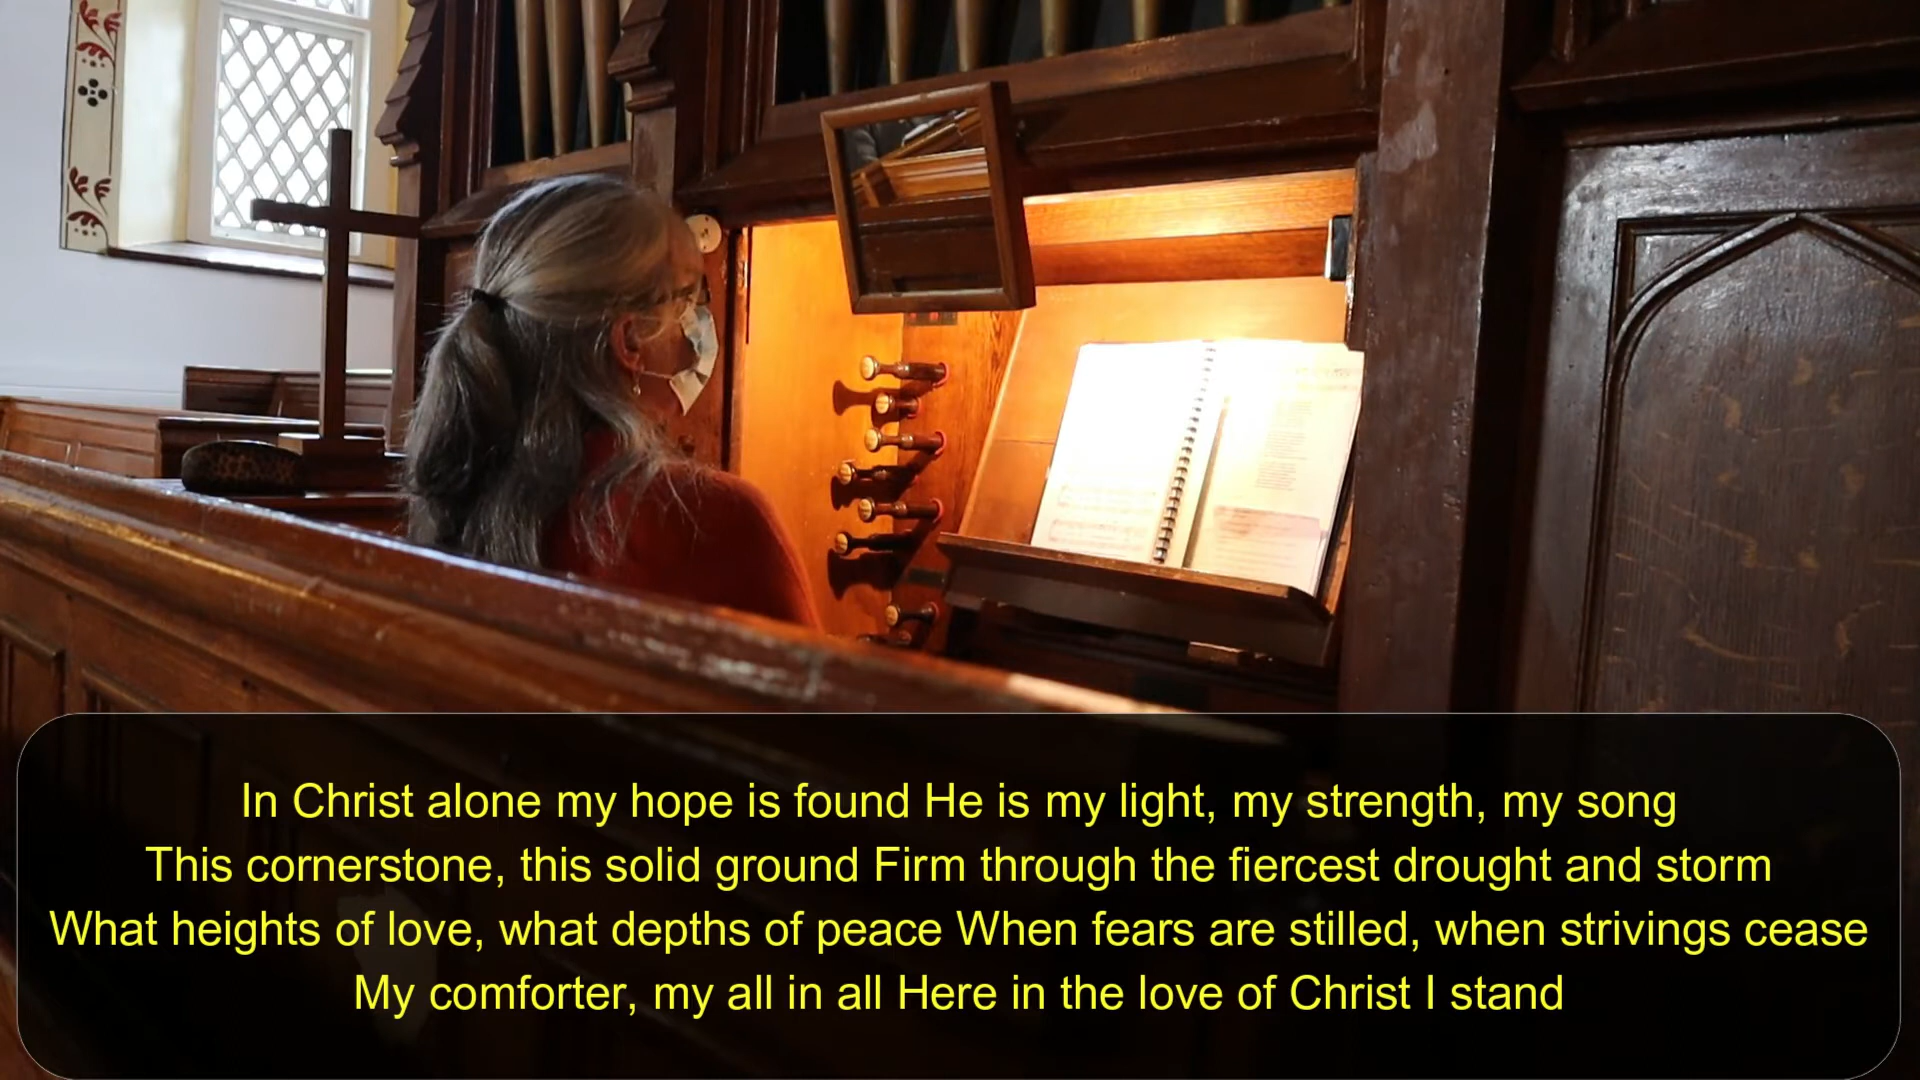 In Christ alone my hope is found He is my light, my strength, my song
This cornerstone, this solid ground Firm through the fiercest drought and storm
What heights of love, what depths of peace When fears are stilled, when strivings cease
My comforter, my all in all Here in the love of Christ I stand